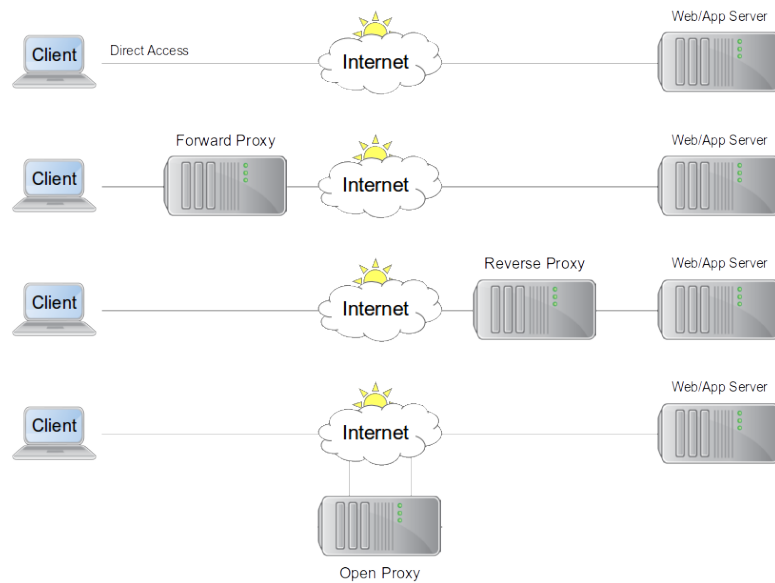 Web/App Server
Client
Direct Access
Internet
Forward Proxy
Web/App Server
Client
Internet
Reverse Proxy
Web/App Server
Client
Internet
Web/App Server
Client
Internet
Open Proxy